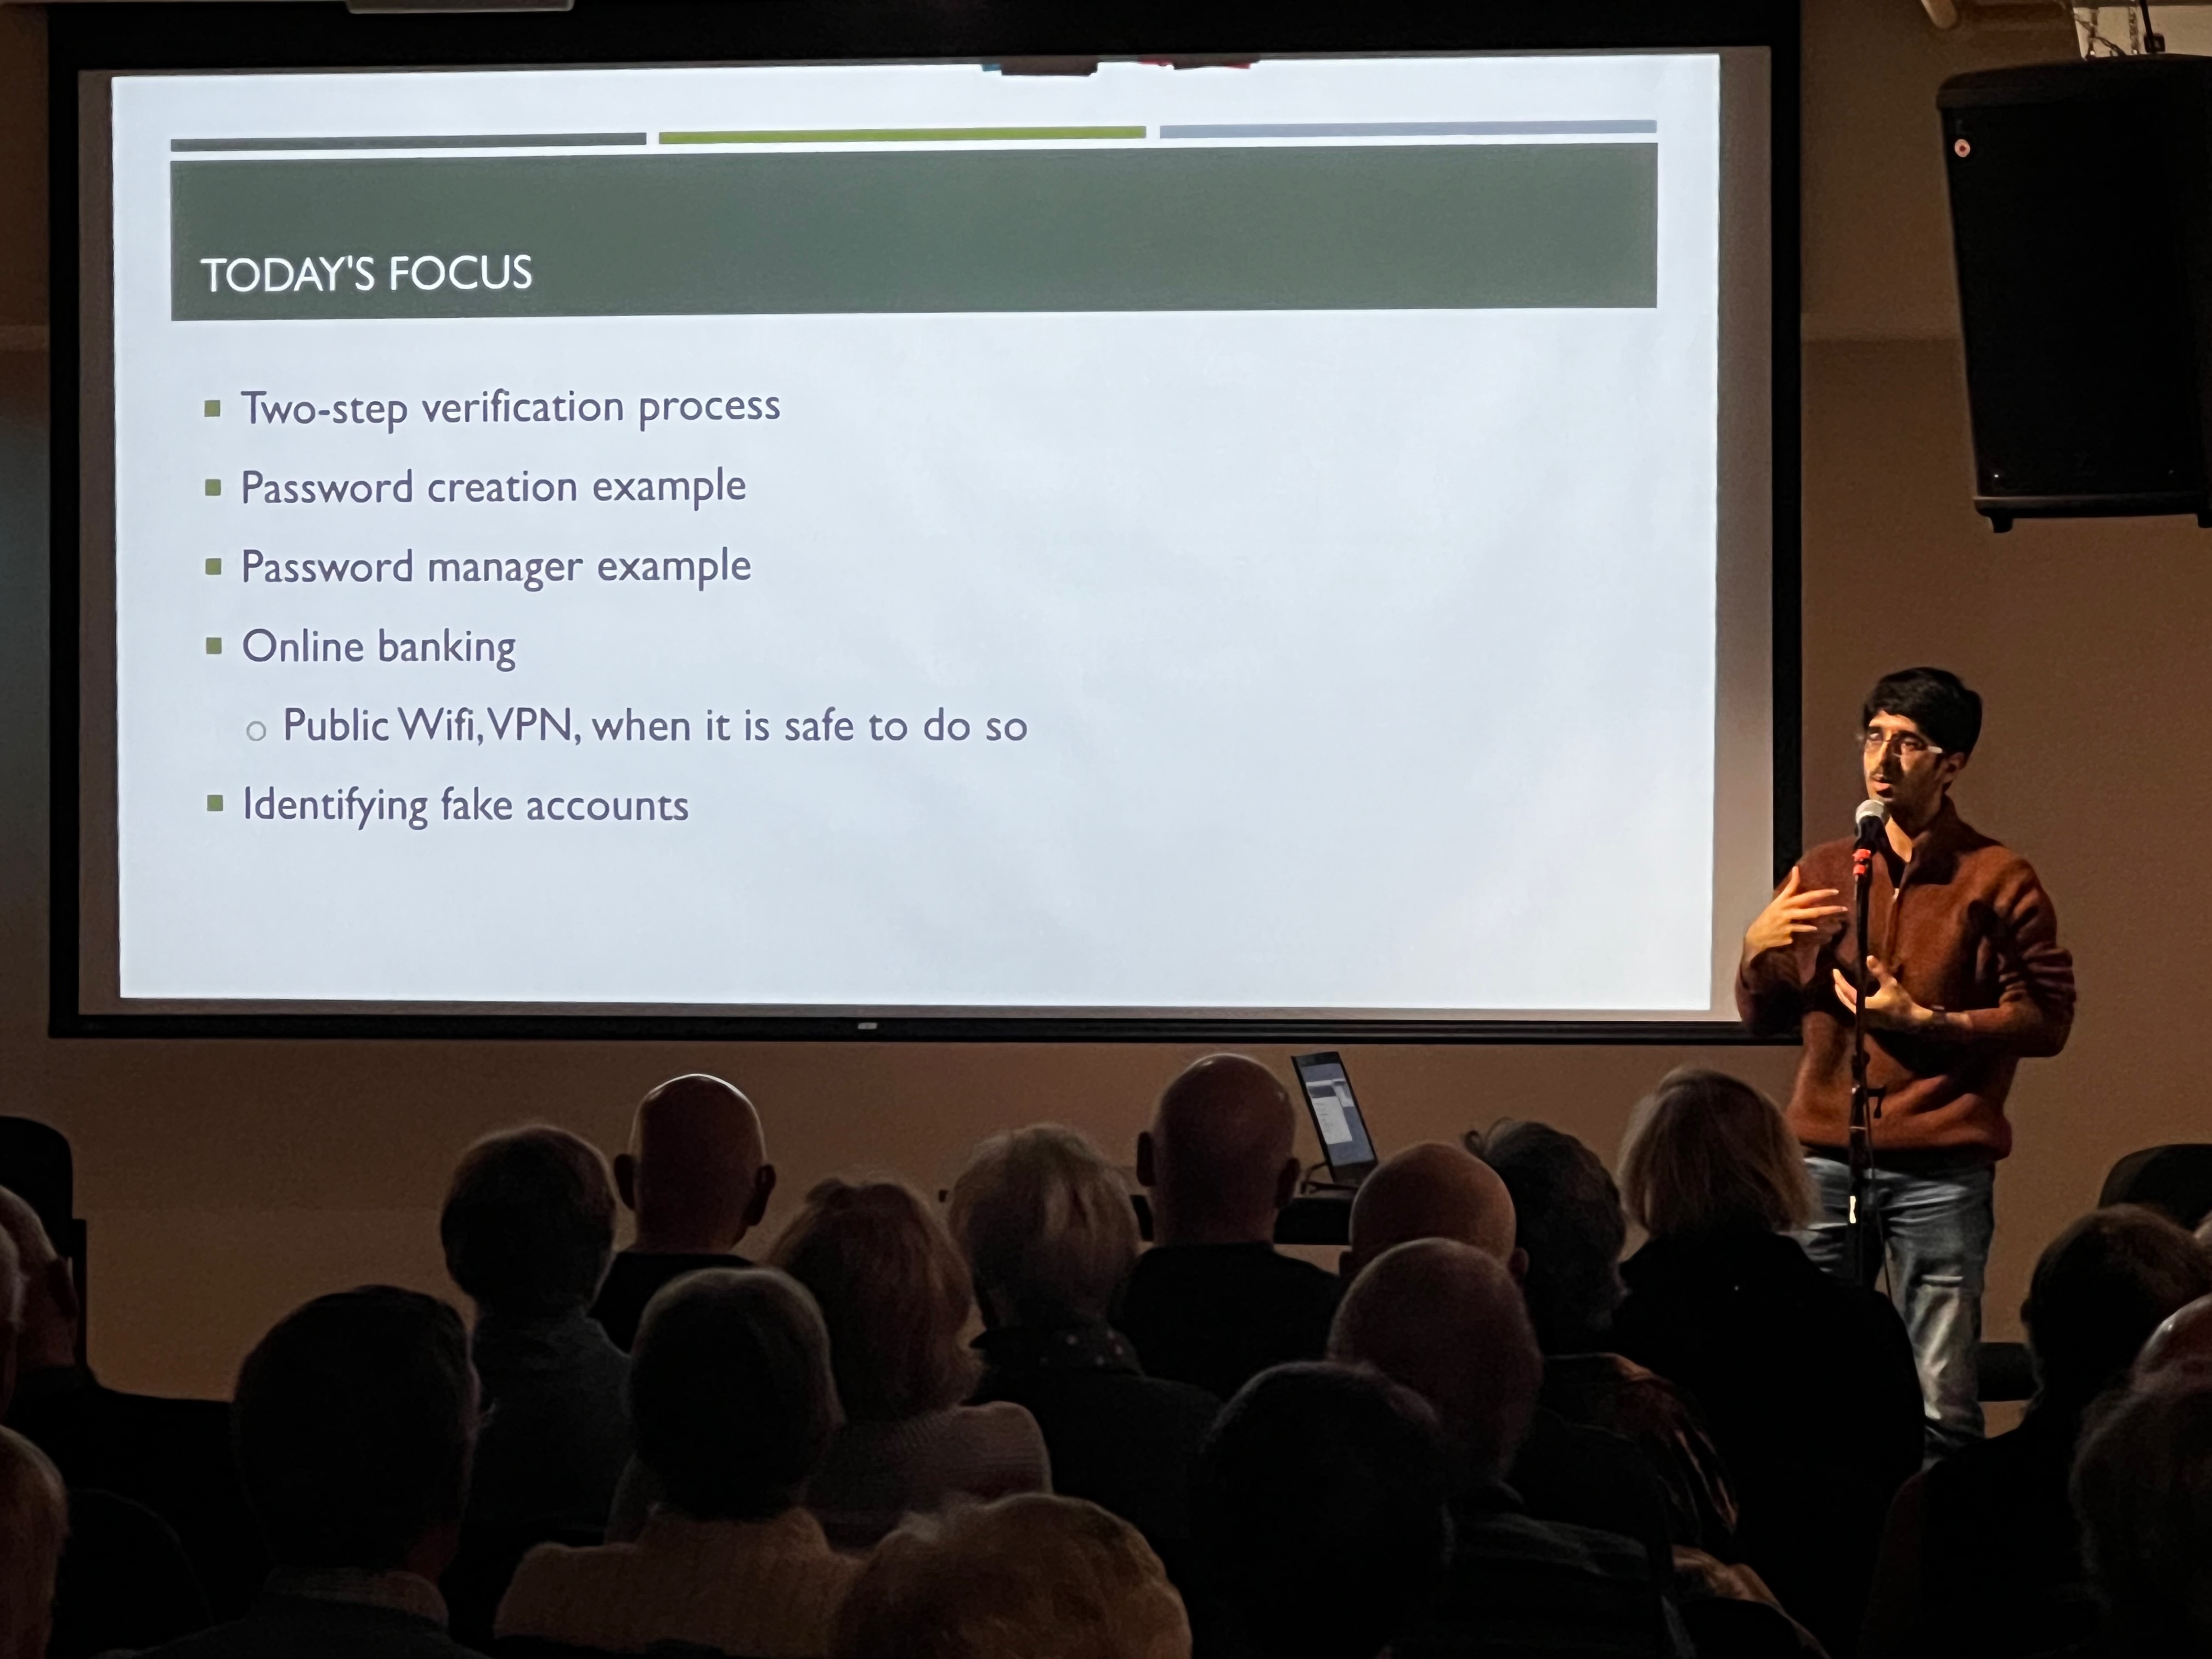 TODAY'S FOCUS
Two-step verification process
Password creation example
Password manager example
Online banking
Public Wifi, VPN, when it is safe to do so
Identifying fake accounts